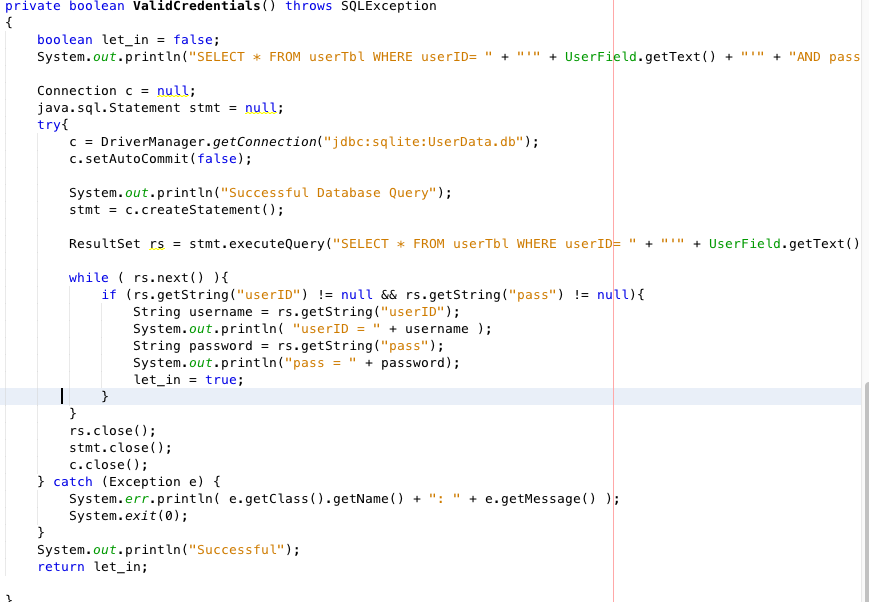 private boolean ValidCredentials() throws SQLException
{
    boolean let_in = false;
    System.out.println("SELECT * FROM userTbl WHERE userID= " + "'" + UserField.getText() + "'" + "AND pass
    Connection c = null;
    java.sql.Statement stmt = null;
    try{
        c = DriverManager.getConnection("jdbc:sqlite:UserData.db");
        c.setAutoCommit(false);
        System.out.println("Successful Database Query");
        stmt = c.createStatement();
        ResultSet rs = stmt.executeQuery("SELECT * FROM userTbl WHERE userID= " + "'" + UserField.getText()
        while ( rs.next() ){
            if (rs.getString("userID") != null && rs.getString("pass") != null){
                String username = rs.getString("userID");
                System.out.println( "userID = " + username );
                String password = rs.getString("pass");
                System.out.println("pass = " + password);
                let_in = true;
            }
        }
        rs.close();
        stmt.close();
        c.close();
    } catch (Exception e) {
        System.err.println( e.getClass().getName() + ": " + e.getMessage() );
        System.exit(0);
    }
    System.out.println("Successful");
    return let_in;
}